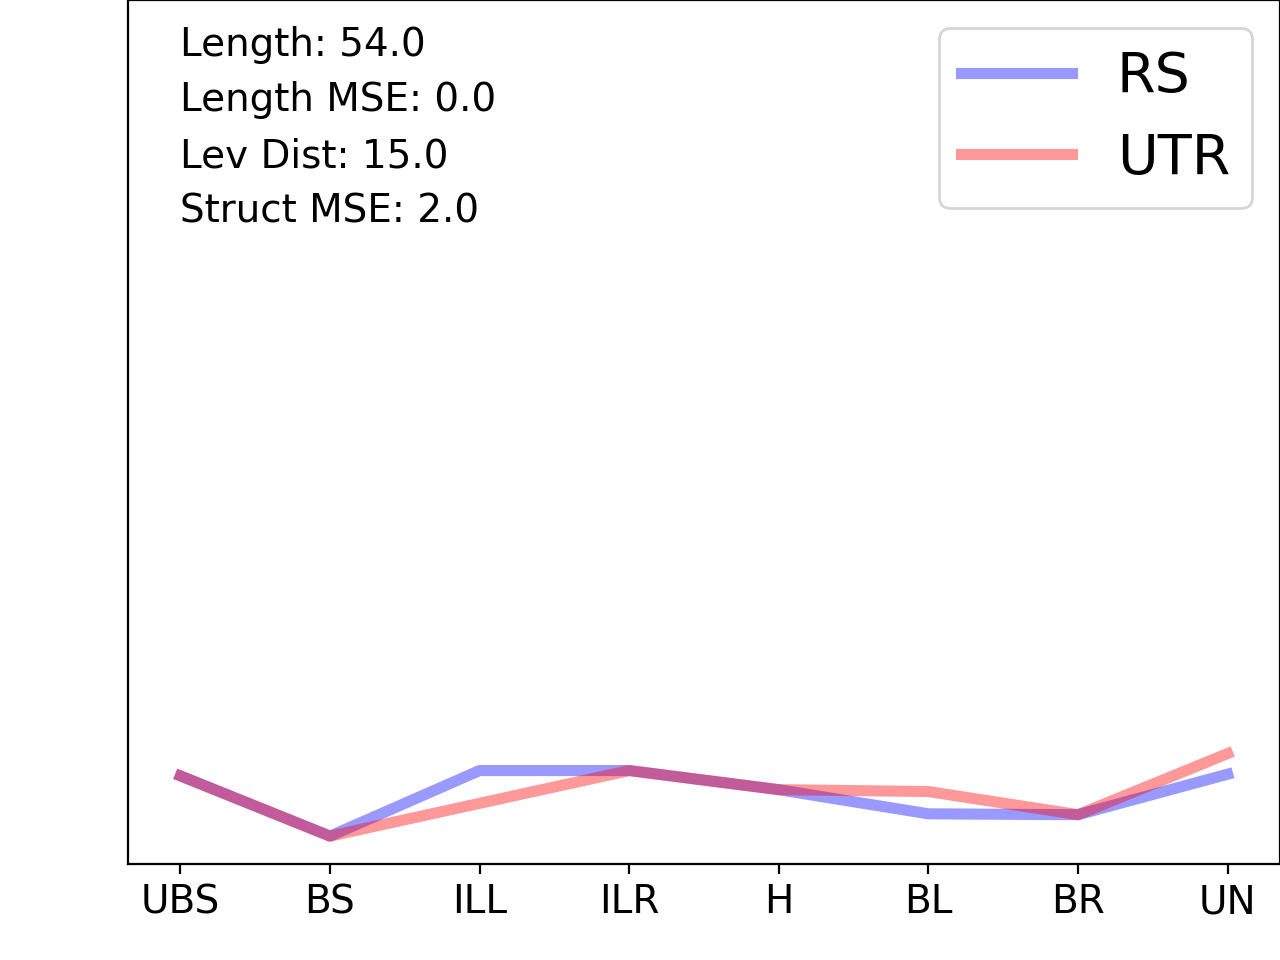 Length: 54.0
Length MSE: 0.0
Lev Dist: 15.0
Struct MSE: 2.0
RS
UTR
UBS BS ILL ILR H BL BR UN